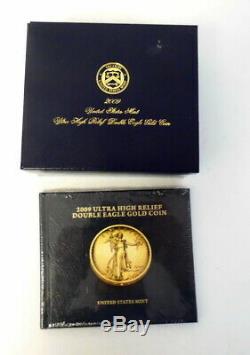 2009
United States Mint
Ultra High Relief Double Eagle Gold Coin
2009 ULTRA HIGH RELIEF
DOUBLE EAGLE GOLD COIN
UNITED STATES MINT